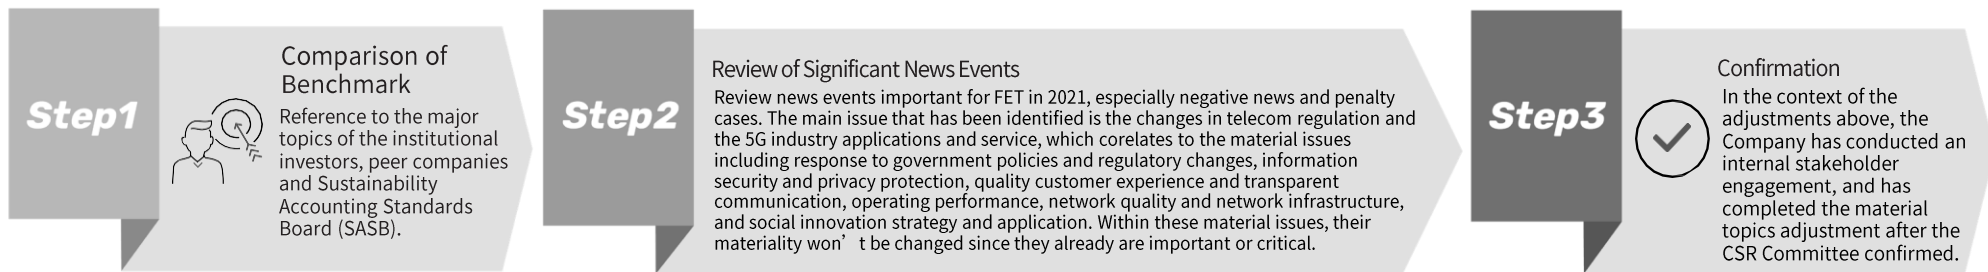 Step1
Comparison of
Benchmark
Reference to the major
topics of the institutional
investors, peer companies
and Sustainability
Accounting Standards
Board (SASB).
Step2
Review of Significant News Events
Review news events important for FET in 2021, especially negative news and penalty
cases. The main issue that has been identified is the changes in telecom regulation and
the 5G industry applications and service, which corelates to the material issues
including response to government policies and regulatory changes, information
security and privacy protection, quality customer experience and transparent
communication, operating performance, network quality and network infrastructure,
and social innovation strategy and application. Within these material issues, their
materiality won’ t be changed since they already are important or critical.
Step3
Confirmation
In the context of the
adjustments above, the
Company has conducted an
internal stakeholder
engagement, and has
completed the material
topics adjustment after the
CSR Committee confirmed.